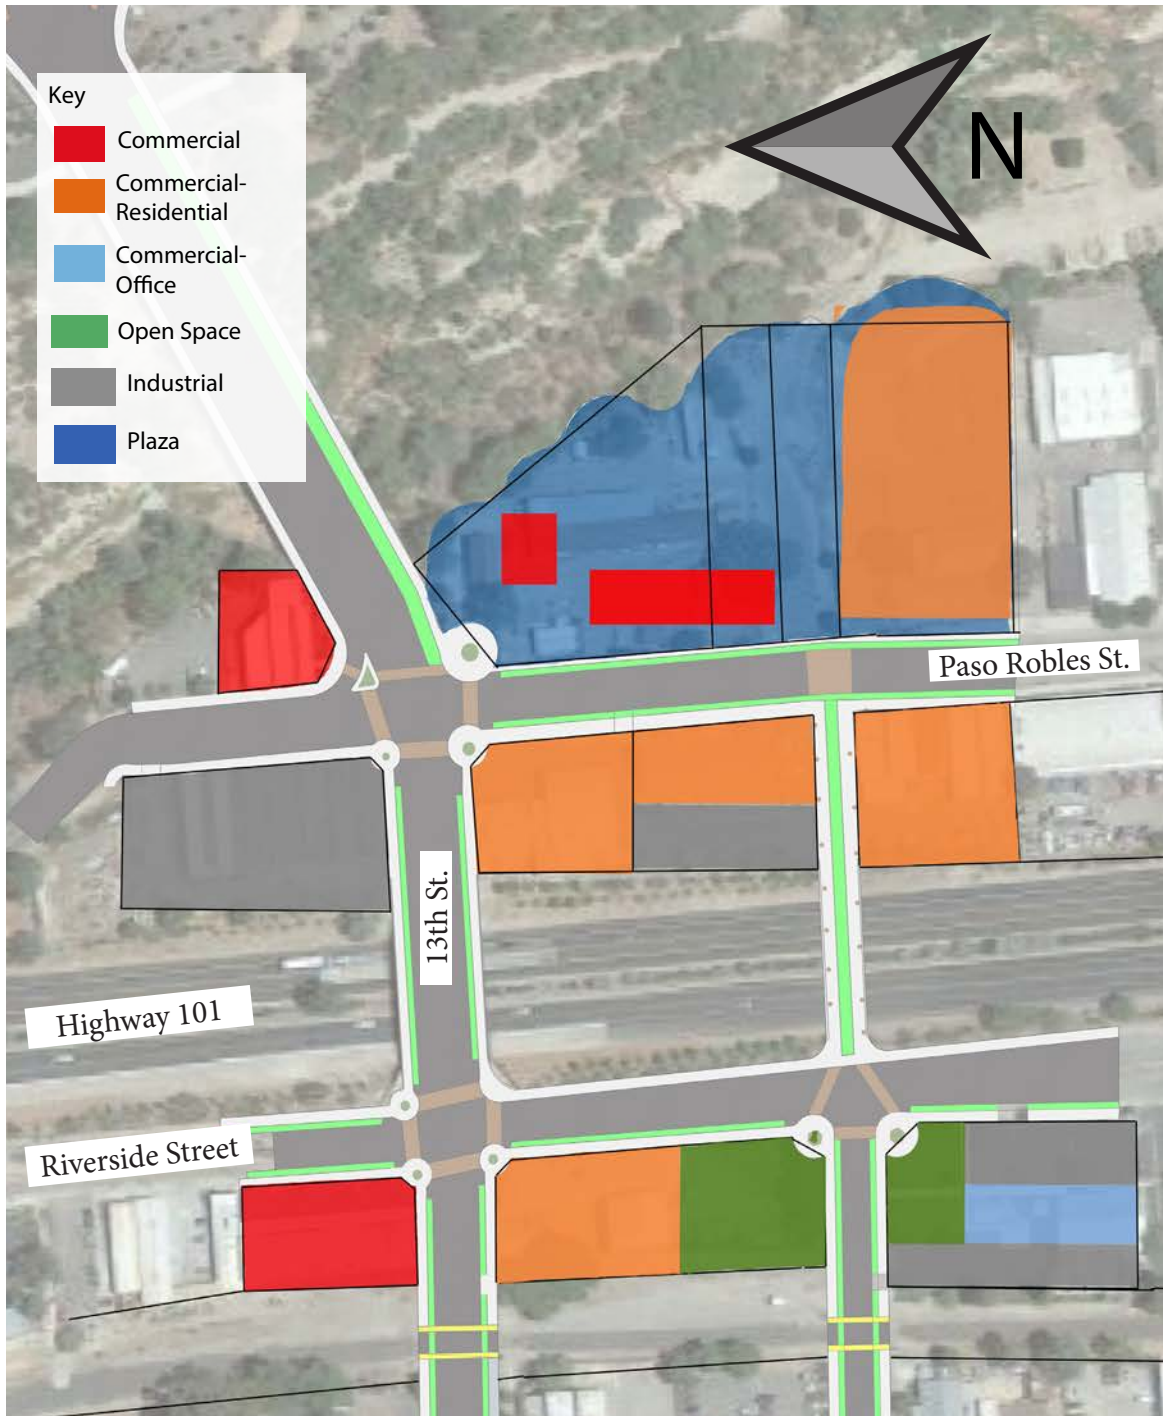 Key
Commercial
Commercial-
Residential
Commercial-
Office
Open Space
Industrial
Plaza
N
Paso Robles St.
13th St.
Highway 101
Riverside Street